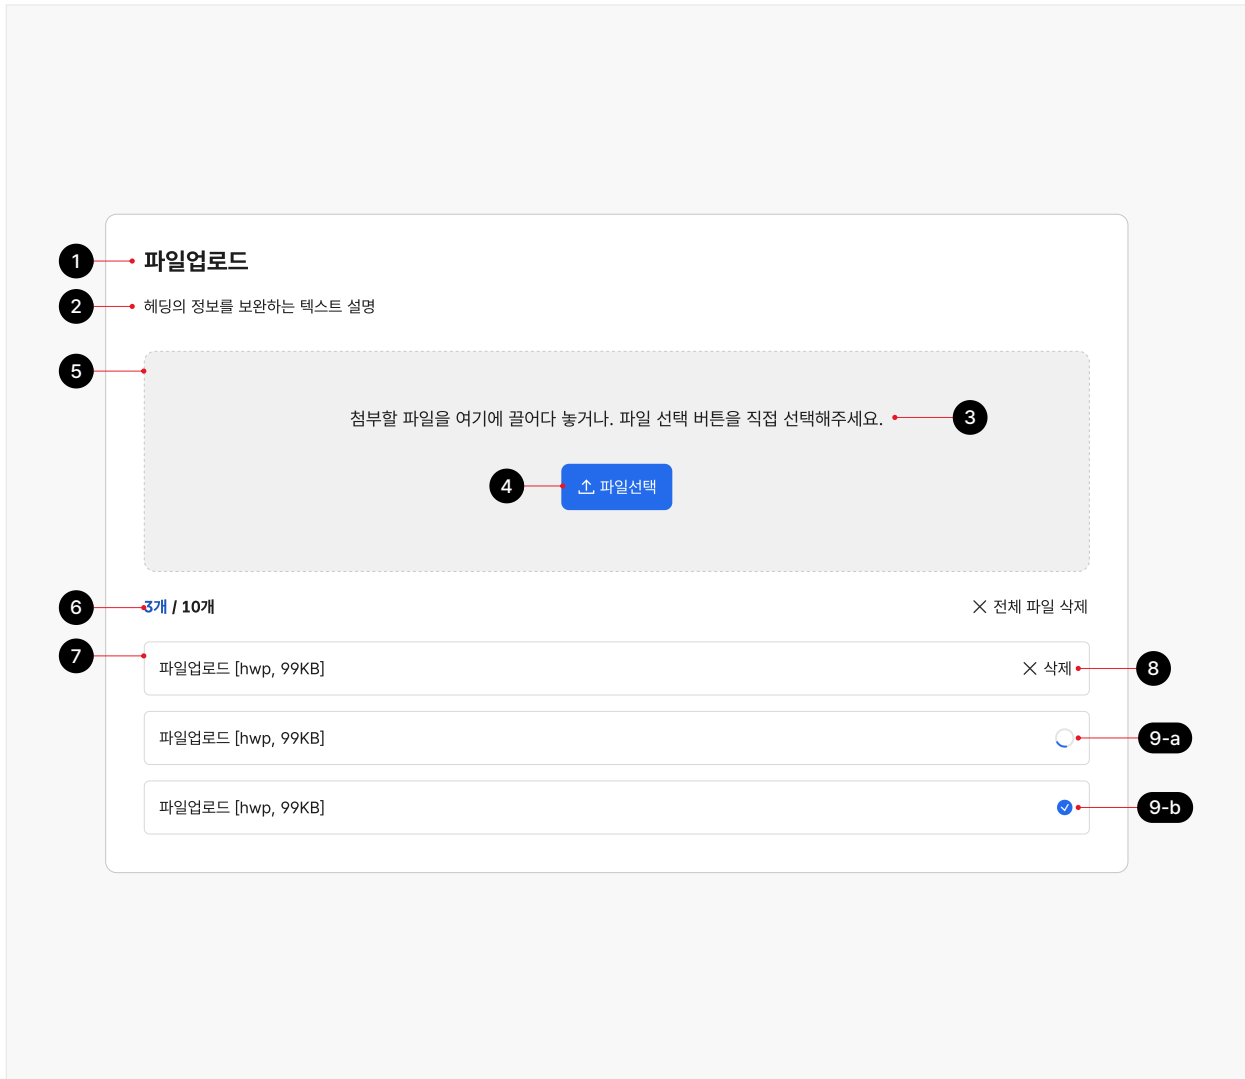 1 파일업로드
2 헤딩의 정보를 보완하는 텍스트 설명
5
첨부할 파일을 여기에 끌어다 놓거나. 파일 선택 버튼을 직접 선택해주세요. 3
4 파일선택
6 3개 / 10개 전체 파일 삭제
7
파일업로드 [hwp, 99KB] 삭제 8
파일업로드 [hwp, 99KB] 9-a
파일업로드 [hwp, 99KB] 9-b